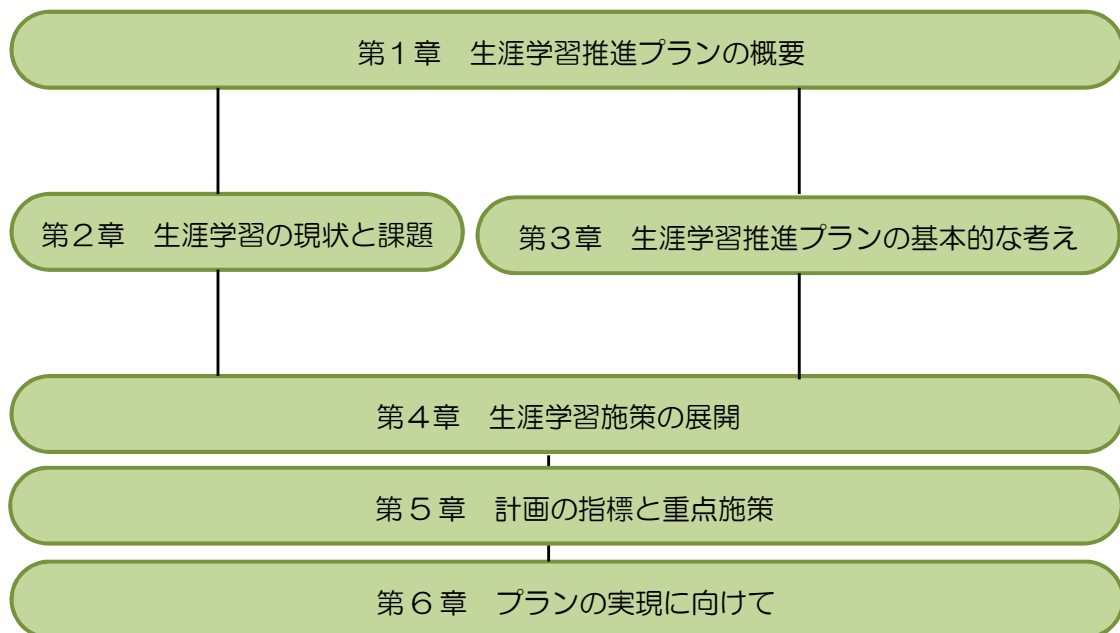 第１章　生涯学習推進プランの概要
第２章　生涯学習の現状と課題
第３章　生涯学習推進プランの基本的な考え
第４章　生涯学習施策の展開
第５章　計画の指標と重点施策
第６章　プランの実現に向けて